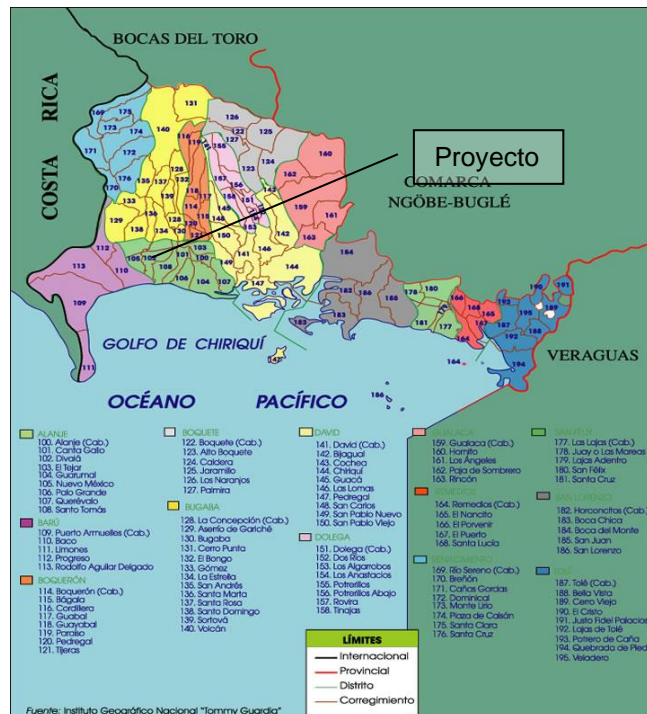 BOCAS DEL TORO
COSTA RICA
Proyecto
COMARCA
NGÖBE-BUGLÉ
VERAGUAS
GOLFO DE CHIRIQUÍ
OCÉANO PACÍFICO
ALANJE
100. Alanje (Cab.)
101. Canta Gallo
102. Divalá
103. El Tejar
104. Guarumal
105. Nuevo México
106. Palo Grande
107. Querévalo
108. Santo Tomás
BARÚ
109. Puerto Armuelles (Cab.)
110. Baco
111. Limones
112. Progreso
113. Rodolfo Aguilar Delgado
BOQUERÓN
114. Boquerón (Cab.)
115. Bágala
116. Cordillera
117. Guabal
118. Guayabal
119. Paraíso
120. Pedregal
121. Tijeras
BOQUETE
122. Boquete (Cab.)
123. Alto Boquete
124. Caldera
125. Jaramillo
126. Los Naranjos
127. Palmira
BUGABA
128. La Concepción (Cab.)
129. Aserrío de Gariché
130. Bugaba
131. Cerro Punta
132. El Bongo
133. Gómez
134. La Estrella
135. San Andrés
136. Santa Marta
137. Santa Rosa
138. Santo Domingo
139. Sortová
140. Volcán
DAVID
141. David (Cab.)
142. Bijagual
143. Cochea
144. Chiriquí
145. Guacá
146. Las Lomas
147. Pedregal
148. San Carlos
149. San Pablo Nuevo
150. San Pablo Viejo
DOLEGA
151. Dolega (Cab.)
152. Dos Ríos
153. Los Algarrobos
154. Los Anastacios
155. Potrerillos
156. Potrerillos Abajo
157. Rovira
158. Tinajas
GUALACA
159. Gualaca (Cab.)
160. Hornito
161. Los Ángeles
162. Paja de Sombrero
163. Rincón
REMEDIOS
164. Remedios (Cab.)
165. El Nancito
166. El Porvenir
167. El Puerto
168. Santa Lucía
RENACIMIENTO
169. Río Sereno (Cab.)
170. Breñón
171. Cañas Gordas
172. Dominical
173. Monte Lirio
174. Plaza de Caisán
175. Santa Clara
176. Santa Cruz
SAN FÉLIX
177. Las Lajas (Cab.)
178. Juay o Las Mareas
179. Lajas Adentro
180. San Félix
181. Santa Cruz
SAN LORENZO
182. Horconcitos (Cab.)
183. Boca Chica
184. Boca del Monte
185. San Juan
186. San Lorenzo
TOLÉ
187. Tolé (Cab.)
188. Bella Vista
189. Cerro Viejo
190. El Cristo
191. Justo Fidel Palacios
192. Lajas de Tolé
193. Potrero de Caña
194. Quebrada de Pied
195. Veladero
LÍMITES
Internacional
Provincial
Distrito
Corregimiento
Fuente: Instituto Geográfico Nacional "Tommy Guardia"